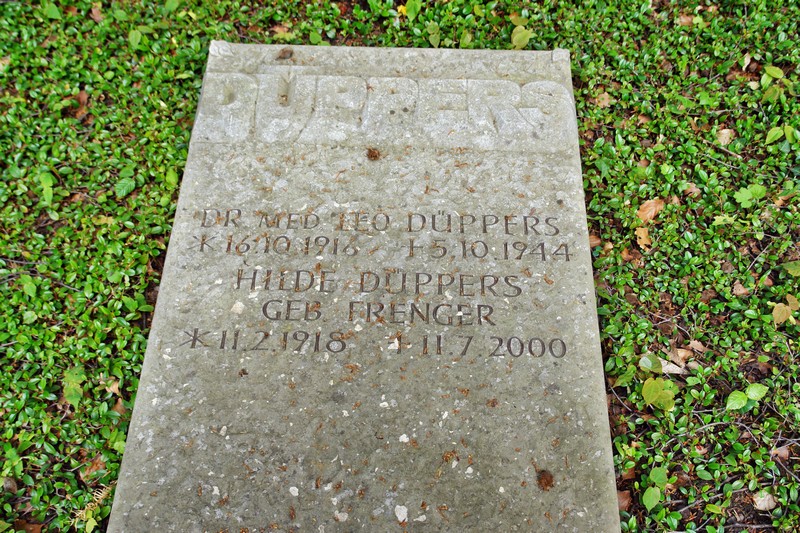 DÜPPERS
DR MED LEO DÜPPERS
* 16.10.1916 † 5.10.1944
HILDE DÜPPERS
GEB. FRENGER
* 11.2.1918 † 11.7.2000